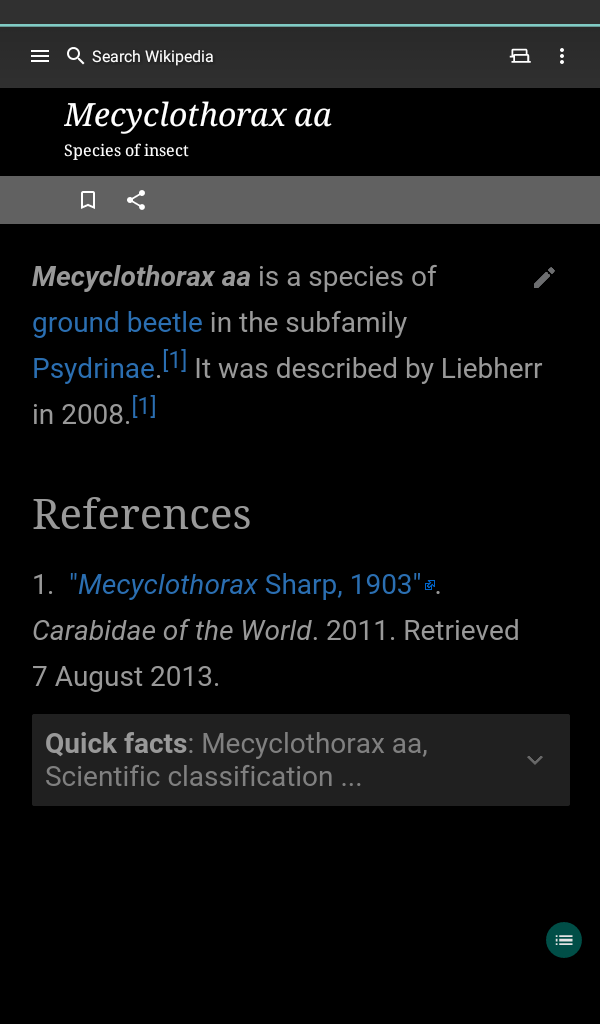 Search Wikipedia
Mecyclothorax aa
Species of insect
Mecyclothorax aa is a species of
ground beetle in the subfamily
Psydrinae.[1] It was described by Liebherr
in 2008.[1]
References
1. "Mecyclothorax Sharp, 1903".
Carabidae of the World. 2011. Retrieved
7 August 2013.
Quick facts: Mecyclothorax aa,
Scientific classification ...